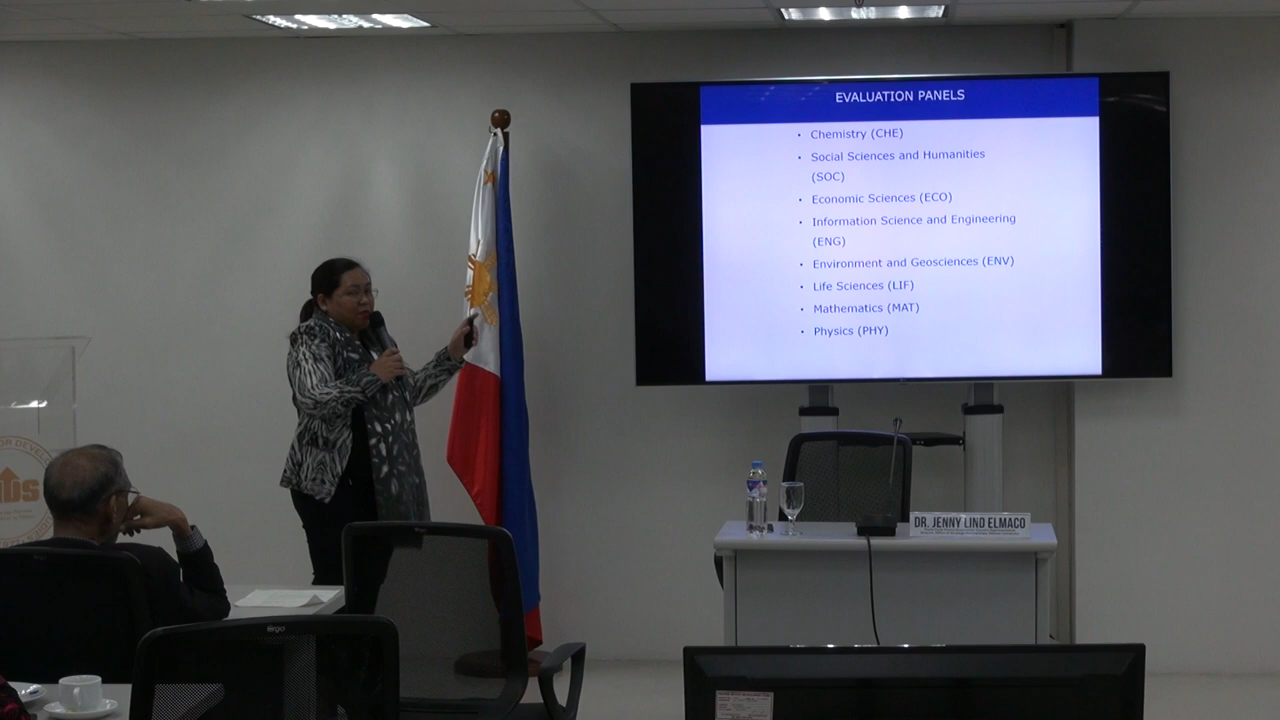 EVALUATION PANELS
• Chemistry (CHE)
• Social Sciences and Humanities
(SOC)
• Economic Sciences (ECO)
• Information Science and Engineering
(ENG)
• Environment and Geosciences (ENV)
• Life Sciences (LIF)
• Mathematics (MAT)
• Physics (PHY)
DR. JENNY LIND ELMACO
ergo